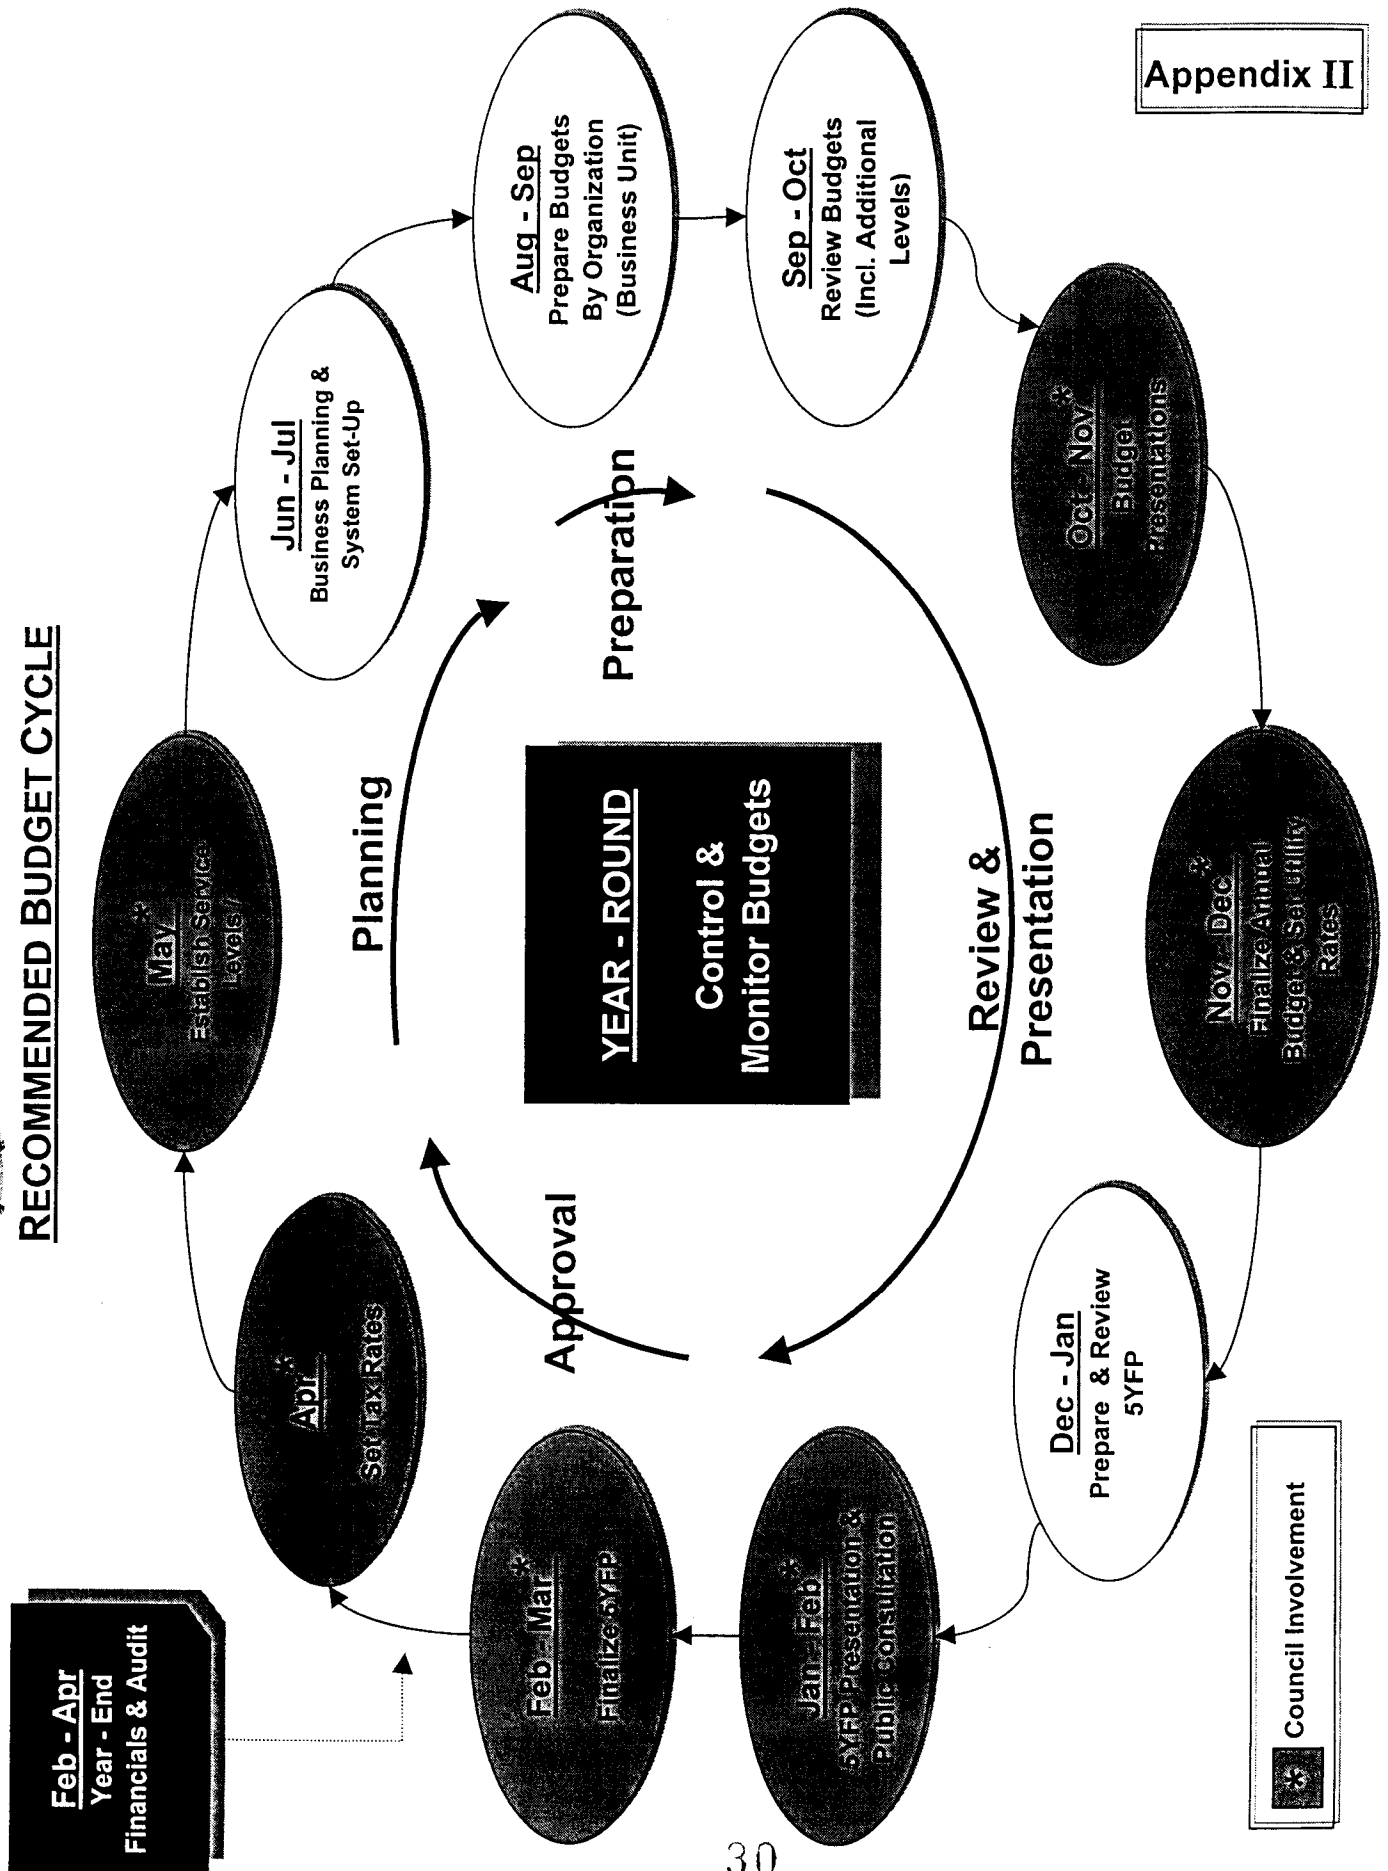 RECOMMENDED BUDGET CYCLE
Feb - Apr
Year - End
Financials & Audit
Apr*
Set Tax Rates
May*
Establish Service
Levels /
Jun - Jul
Business Planning &
System Set-Up
Aug - Sep
Prepare Budgets
By Organization
(Business Unit)
Sep - Oct
Review Budgets
(Incl. Additional
Levels)
Oct - Nov*
Budget
Presentations
Nov - Dec*
Finalize Annual
Budget & Set Utility
Rates
Dec - Jan
Prepare & Review
5YFP
Jan - Feb*
5YFP Presentation &
Public Consultation
Feb - Mar*
Finalize 5YFP
Planning
Preparation
Review &
Presentation
Approval
YEAR - ROUND
Control &
Monitor Budgets
* Council Involvement
Appendix II
30